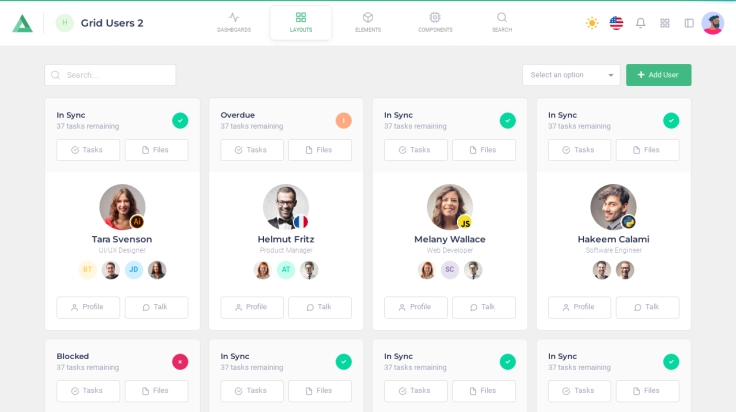 H Grid Users 2
DASHBOARDS LAYOUTS ELEMENTS COMPONENTS SEARCH
Search...
Select an option
Add User
In Sync
37 tasks remaining
Tasks Files
Tara Svenson
UI/UX Designer
Ai
BT JD
Profile Talk
Overdue
37 tasks remaining
Tasks Files
Helmut Fritz
Product Manager
AT
Profile Talk
In Sync
37 tasks remaining
Tasks Files
JS
Melany Wallace
Web Developer
SC
Profile Talk
In Sync
37 tasks remaining
Tasks Files
Hakeem Calami
Software Engineer
Profile Talk
Blocked
37 tasks remaining
Tasks Files
In Sync
37 tasks remaining
Tasks Files
In Sync
37 tasks remaining
Tasks Files
In Sync
37 tasks remaining
Tasks Files